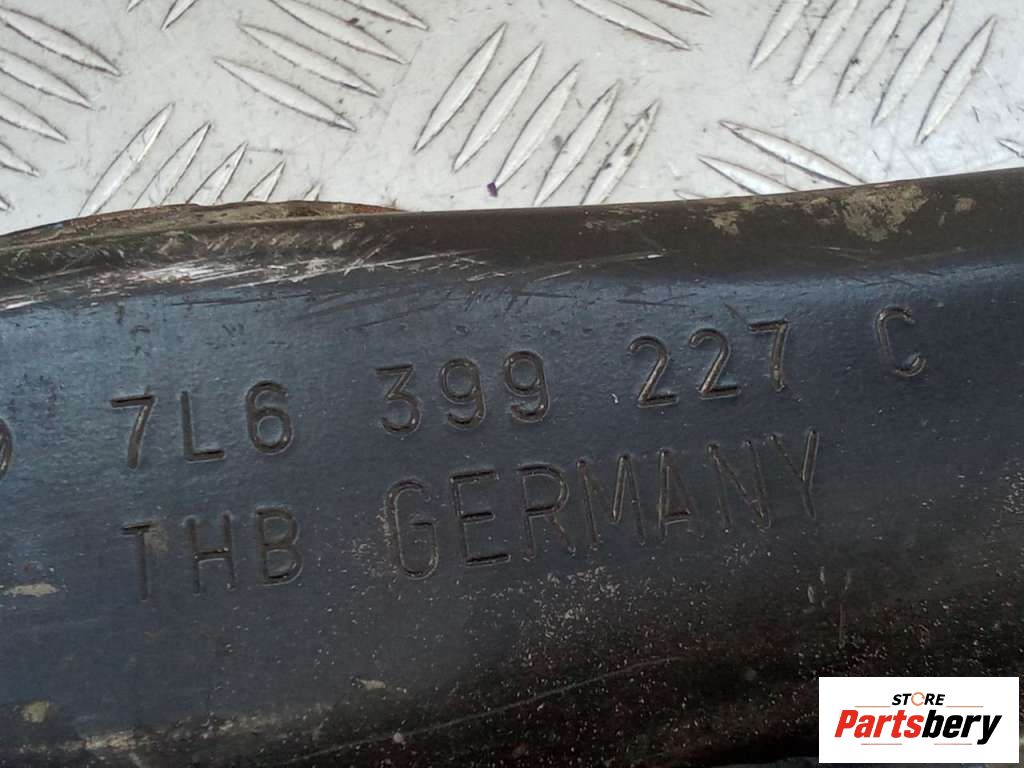 7L6 399 227 C
THB GERMANY
STORE
Partsbery